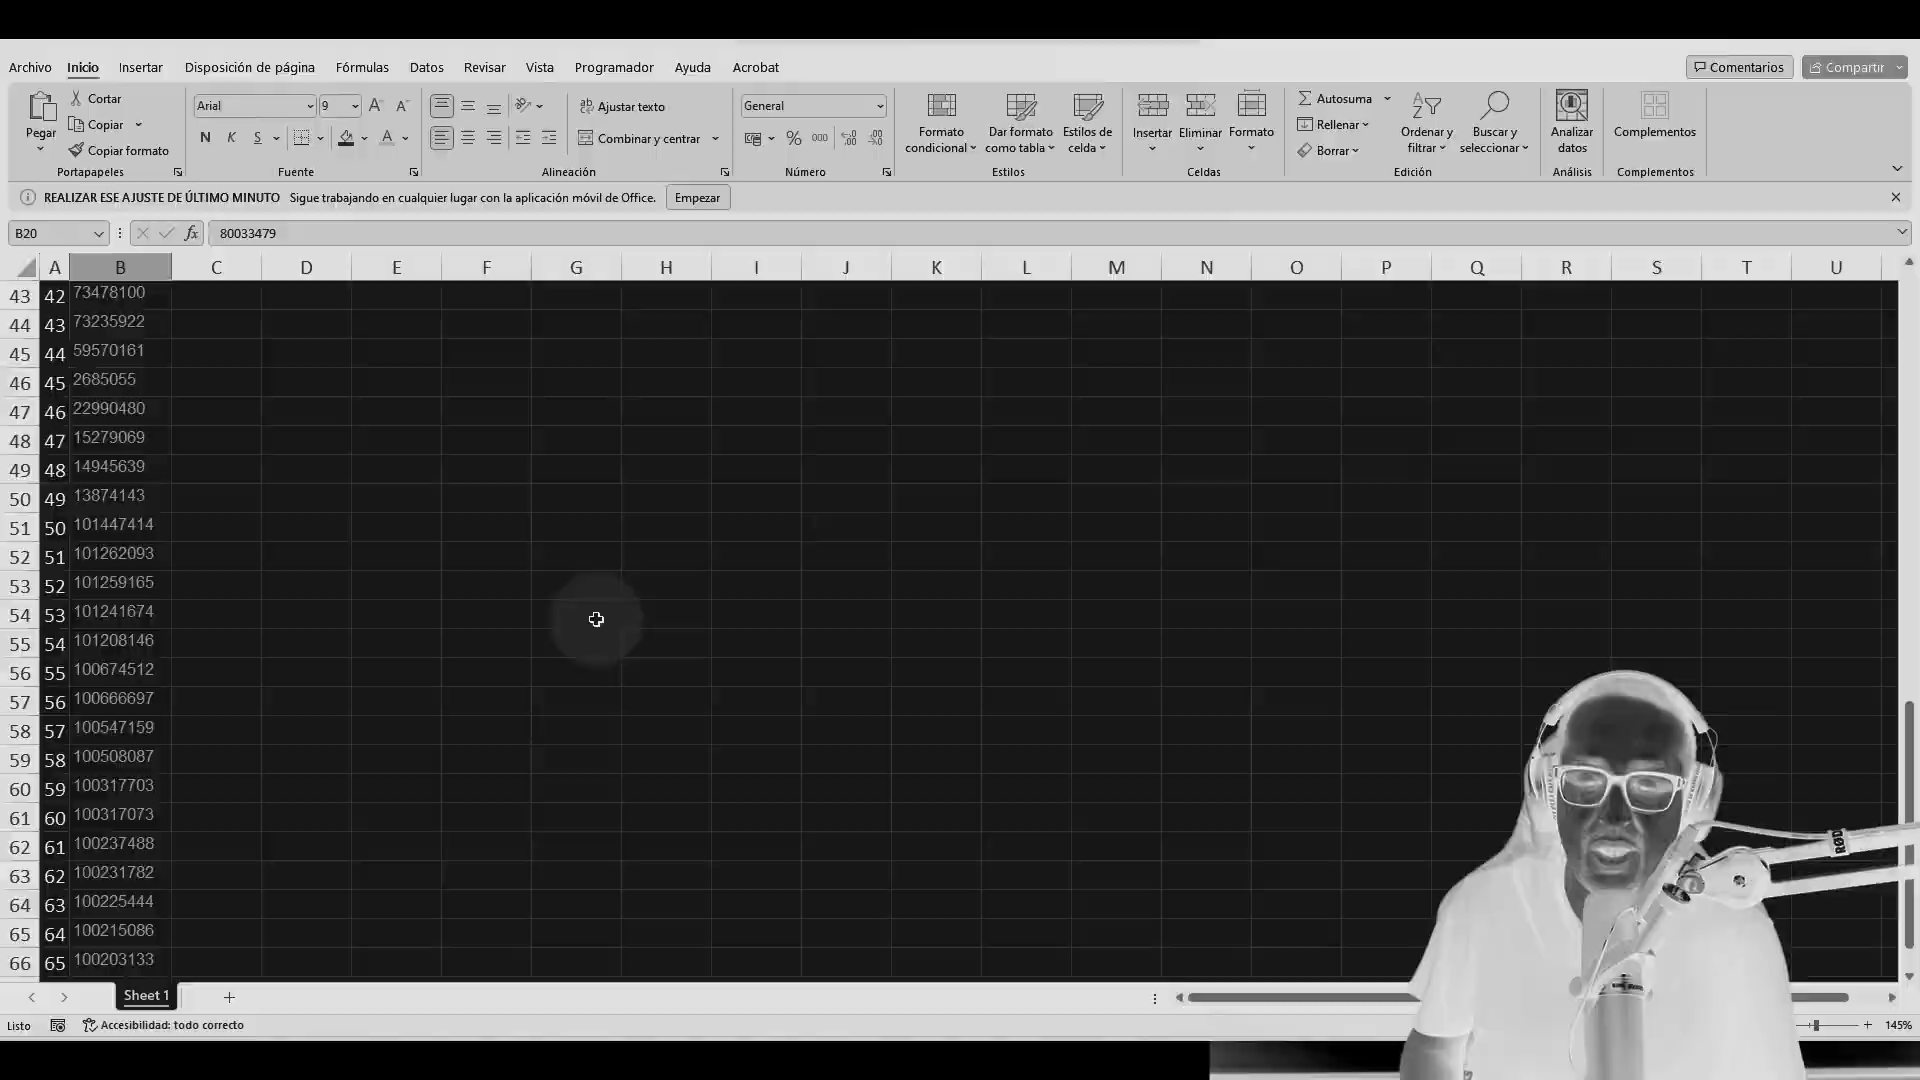 Archivo Inicio Insertar Disposición de página Fórmulas Datos Revisar Vista Programador Ayuda Acrobat Comentarios Compartir
Pegar Cortar Copiar Copiar formato Portapapeles
Arial 9 N K S A Fuente
Ajustar texto Combinar y centrar Alineación
General % 000 Número
Formato condicional Dar formato como tabla Estilos de celda Estilos
Insertar Eliminar Formato Celdas
Autosuma Rellenar Borrar Ordenar y filtrar Buscar y seleccionar Edición
Analizar datos Análisis
Complementos Complementos
REALIZAR ESE AJUSTE DE ÚLTIMO MINUTO Sigue trabajando en cualquier lugar con la aplicación móvil de Office. Empezar
B20 fx 80033479
A B C D E F G H I J K L M N O P Q R S T U
43 42 73478100
44 43 73235922
45 44 59570161
46 45 2685055
47 46 22990480
48 47 15279069
49 48 14945639
50 49 13874143
51 50 101447414
52 51 101262093
53 52 101259165
54 53 101241674
55 54 101208146
56 55 100674512
57 56 100666697
58 57 100547159
59 58 100508087
60 59 100317703
61 60 100317073
62 61 100237488
63 62 100231782
64 63 100225444
65 64 100215086
66 65 100203133
RØD
Sheet 1
Listo Accesibilidad: todo correcto 145%